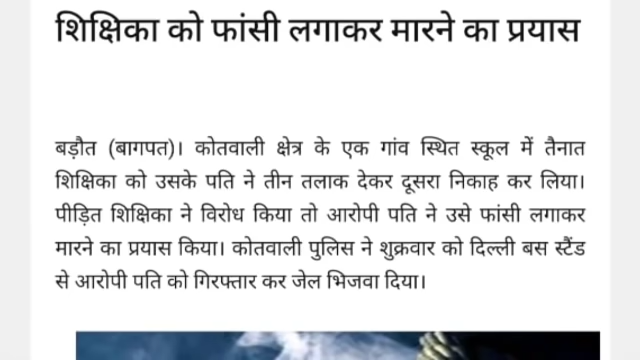 शिक्षिका को फांसी लगाकर मारने का प्रयास
बड़ौत (बागपत)। कोतवाली क्षेत्र के एक गांव स्थित स्कूल में तैनात
शिक्षिका को उसके पति ने तीन तलाक देकर दूसरा निकाह कर लिया।
पीड़ित शिक्षिका ने विरोध किया तो आरोपी पति ने उसे फांसी लगाकर
मारने का प्रयास किया। कोतवाली पुलिस ने शुक्रवार को दिल्ली बस स्टैंड
से आरोपी पति को गिरफ्तार कर जेल भिजवा दिया।